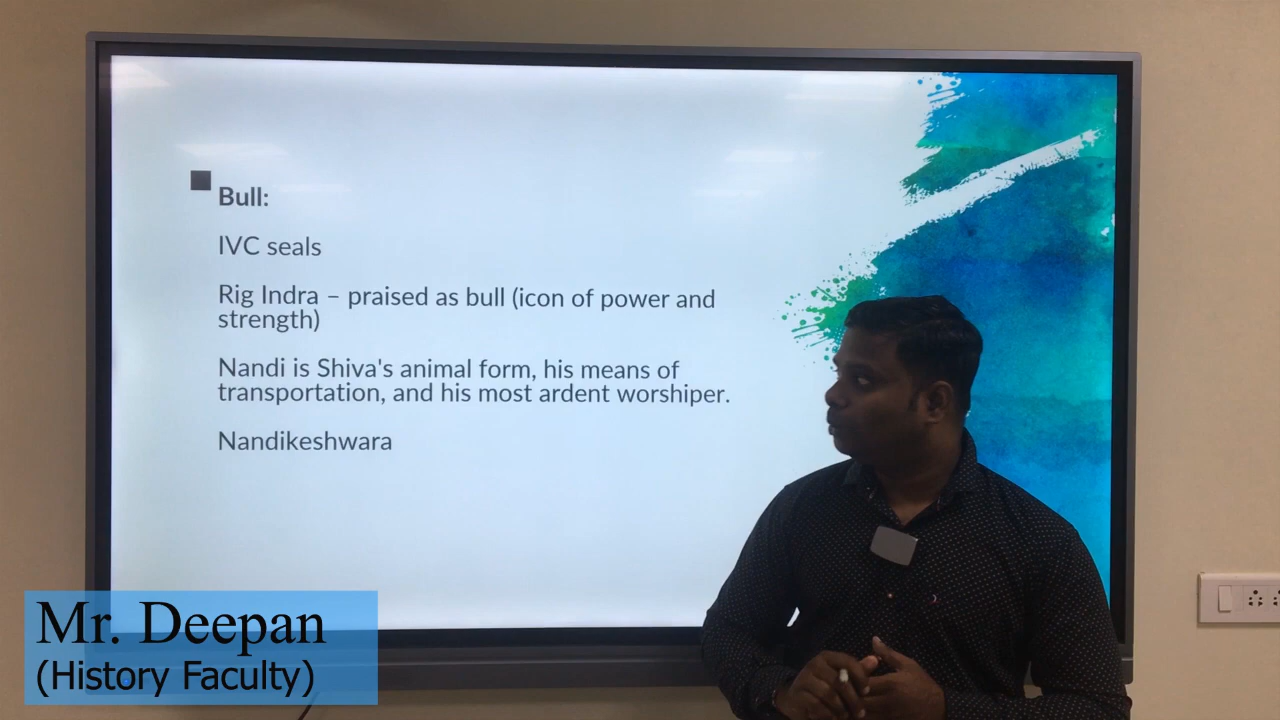 Bull:
IVC seals
Rig Indra – praised as bull (icon of power and
strength)
Nandi is Shiva's animal form, his means of
transportation, and his most ardent worshiper.
Nandikeshwara
Mr. Deepan
(History Faculty)